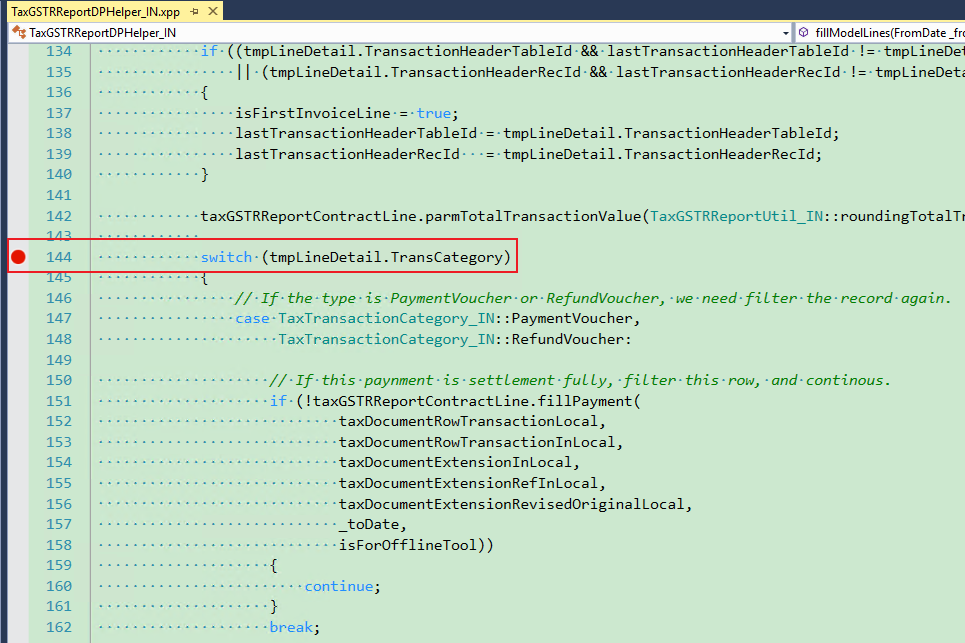 TaxGSTRReportDPHelper_IN.xpp
TaxGSTRReportDPHelper_IN fillModelLines(FromDate _fro
134 if ((tmpLineDetail.TransactionHeaderTableId && lastTransactionHeaderTableId != tmpLineDet
135 || (tmpLineDetail.TransactionHeaderRecId && lastTransactionHeaderRecId != tmpLineDeta
136 {
137 isFirstInvoiceLine = true;
138 lastTransactionHeaderTableId = tmpLineDetail.TransactionHeaderTableId;
139 lastTransactionHeaderRecId = tmpLineDetail.TransactionHeaderRecId;
140 }
141
142 taxGSTRReportContractLine.parmTotalTransactionValue(TaxGSTRReportUtil_IN::roundingTotalTr
143
144 switch (tmpLineDetail.TransCategory)
145 {
146 // If the type is PaymentVoucher or RefundVoucher, we need filter the record again.
147 case TaxTransactionCategory_IN::PaymentVoucher,
148 TaxTransactionCategory_IN::RefundVoucher:
149
150 // If this paynment is settlement fully, filter this row, and continous.
151 if (!taxGSTRReportContractLine.fillPayment(
152 taxDocumentRowTransactionLocal,
153 taxDocumentRowTransactionInLocal,
154 taxDocumentExtensionInLocal,
155 taxDocumentExtensionRefInLocal,
156 taxDocumentExtensionRevisedOriginalLocal,
157 _toDate,
158 isForOfflineTool))
159 {
160 continue;
161 }
162 break;